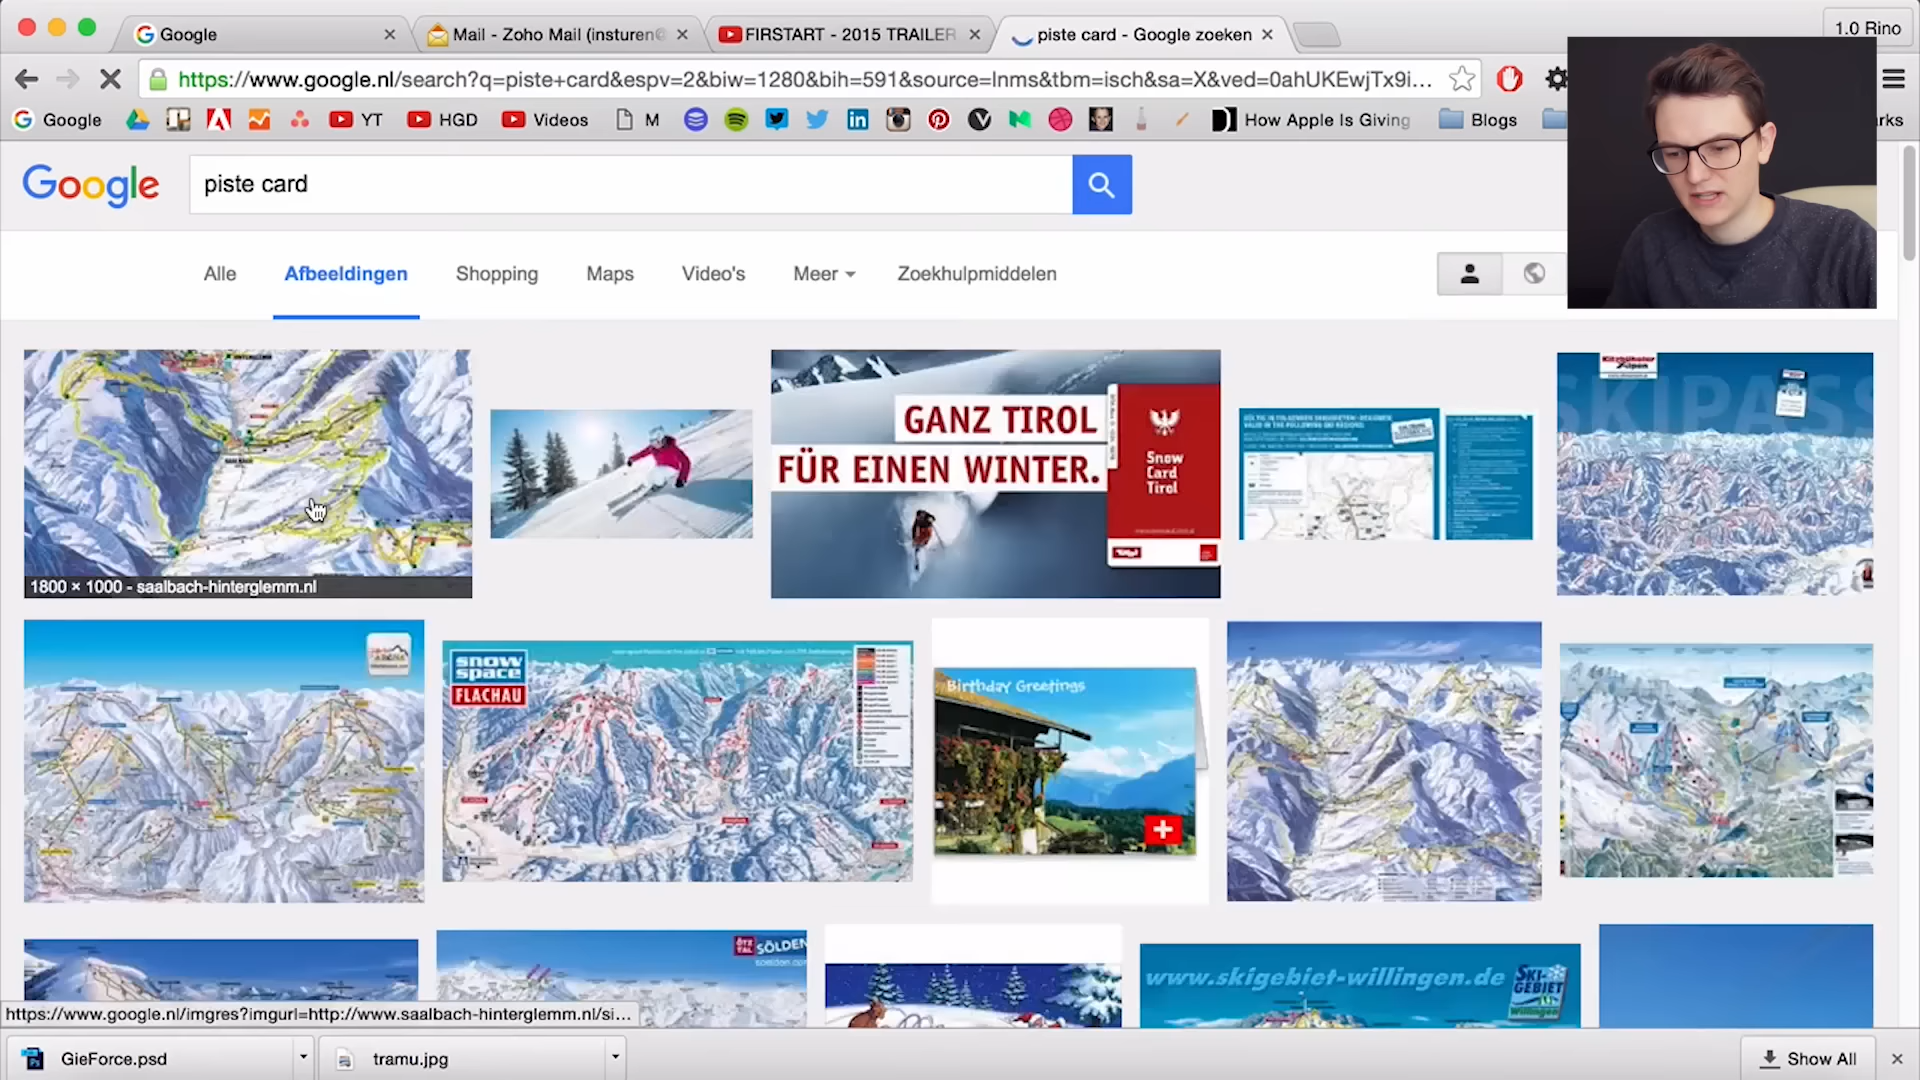 1.0 Rino
Google
Mail - Zoho Mail (insturen@
FIRSTART - 2015 TRAILER
piste card - Google zoeken
https://www.google.nl/search?q=piste+card&espv=2&biw=1280&bih=591&source=lnms&tbm=isch&sa=X&ved=0ahUKEwjTx9i...
Google
YT
HGD
Videos
M
How Apple Is Giving
Blogs
rks
Google
piste card
Alle
Afbeeldingen
Shopping
Maps
Video's
Meer
Zoekhulpmiddelen
1800 × 1000 - saalbach-hinterglemm.nl
GANZ TIROL
FÜR EINEN WINTER.
Snow
Card
Tirol
SKIPASS
snow
space
FLACHAU
Birthday Greetings
SÖLDEN
www.skigebiet-willingen.de
SKI-
GEBIET
https://www.google.nl/imgres?imgurl=http://www.saalbach-hinterglemm.nl/si...
GieForce.psd
tramu.jpg
Show All